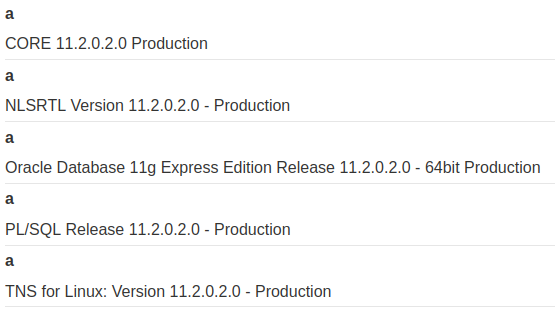 a
CORE 11.2.0.2.0 Production
a
NLSRTL Version 11.2.0.2.0 - Production
a
Oracle Database 11g Express Edition Release 11.2.0.2.0 - 64bit Production
a
PL/SQL Release 11.2.0.2.0 - Production
a
TNS for Linux: Version 11.2.0.2.0 - Production